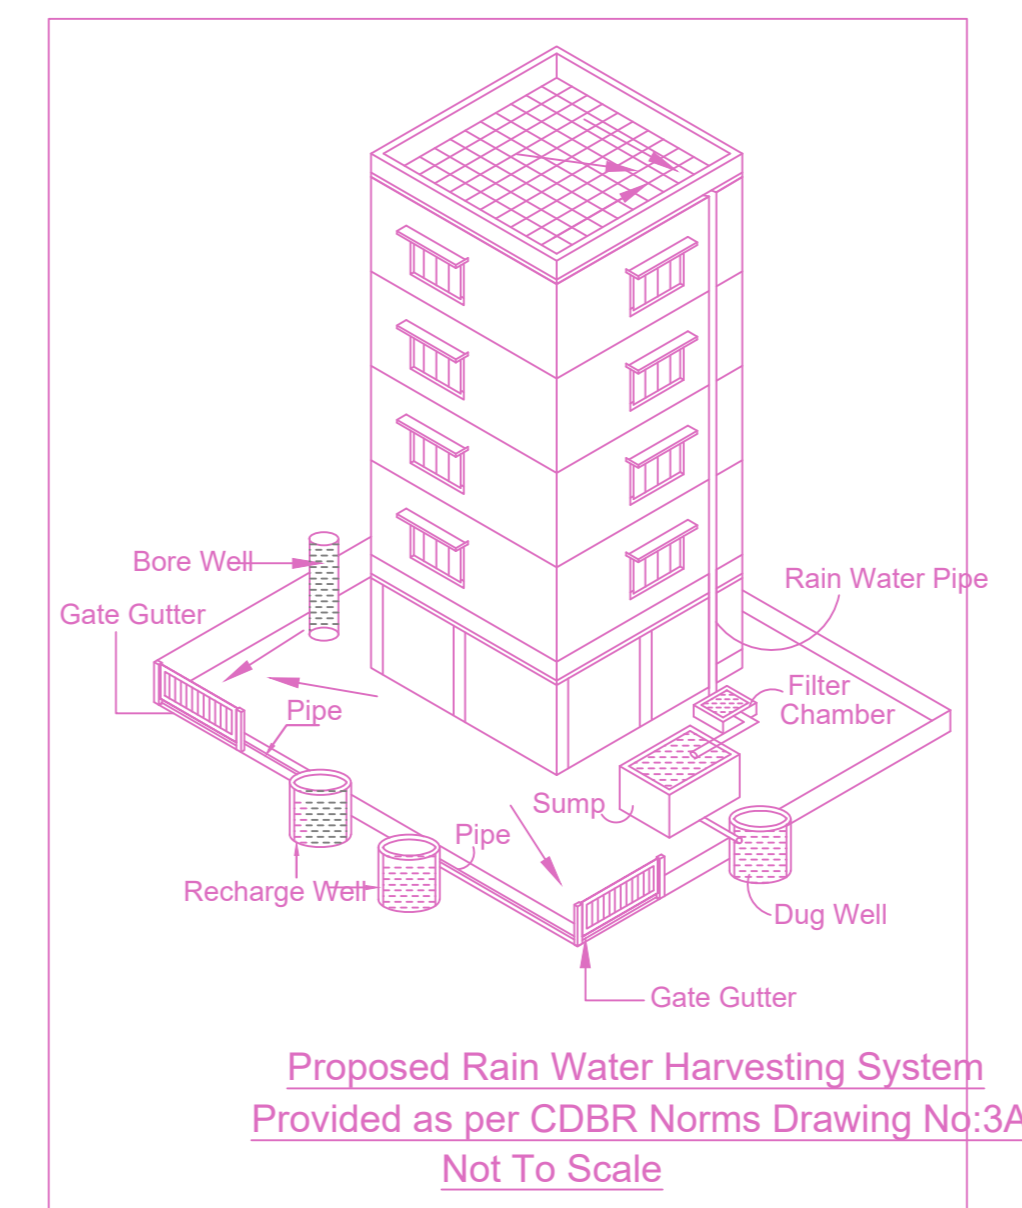 Bore Well
Rain Water Pipe
Gate Gutter
Filter
Chamber
Pipe
Sump
Pipe
Recharge Well
Dug Well
Gate Gutter
Proposed Rain Water Harvesting System
Provided as per CDBR Norms Drawing No:3A
Not To Scale